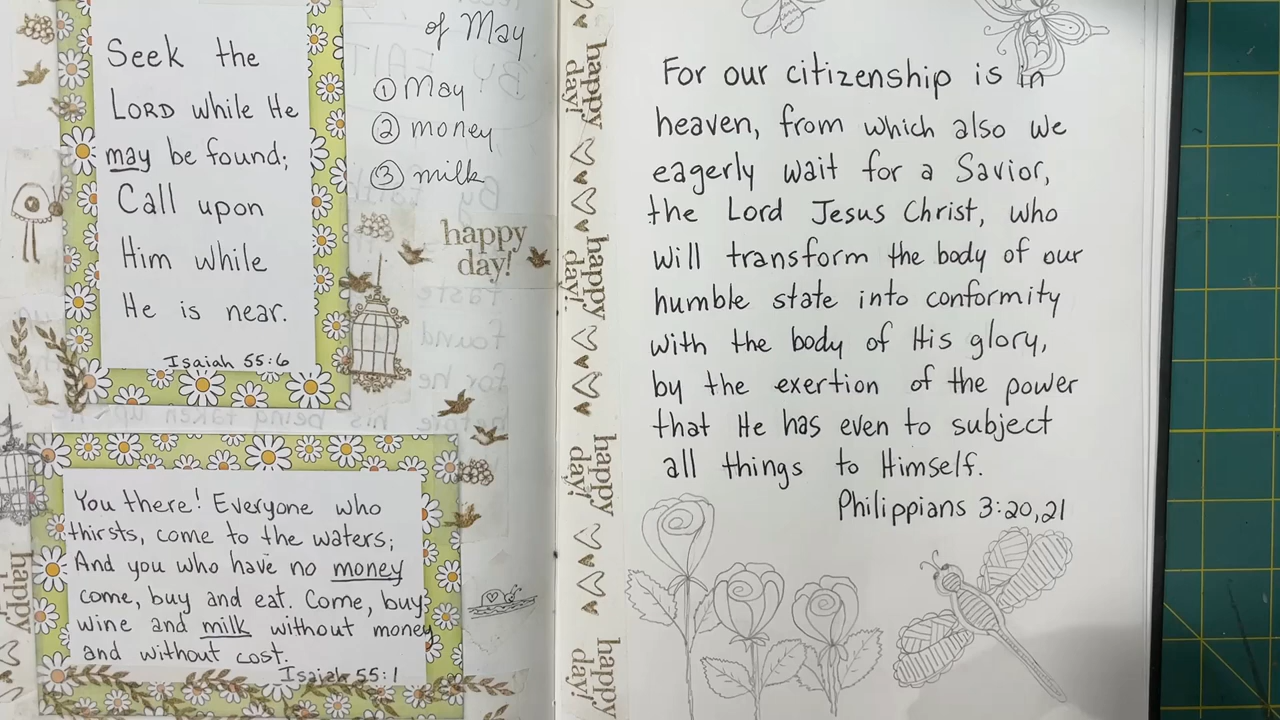 Seek the
LORD while He
may be found;
Call upon
Him while
He is near.
Isaiah 55:6
of May
① May
② money
③ milk
happy
day!
You there! Everyone who
thirsts, come to the waters;
And you who have no money
come, buy and eat. Come, buy
wine and milk without money
and without cost.
Isaiah 55:1
happy
happy
day!
happy
day!
happy
day!
happy
day!
For our citizenship is in
heaven, from which also we
eagerly wait for a Savior,
the Lord Jesus Christ, who
will transform the body of our
humble state into conformity
with the body of His glory,
by the exertion of the power
that He has even to subject
all things to Himself.
Philippians 3:20,21